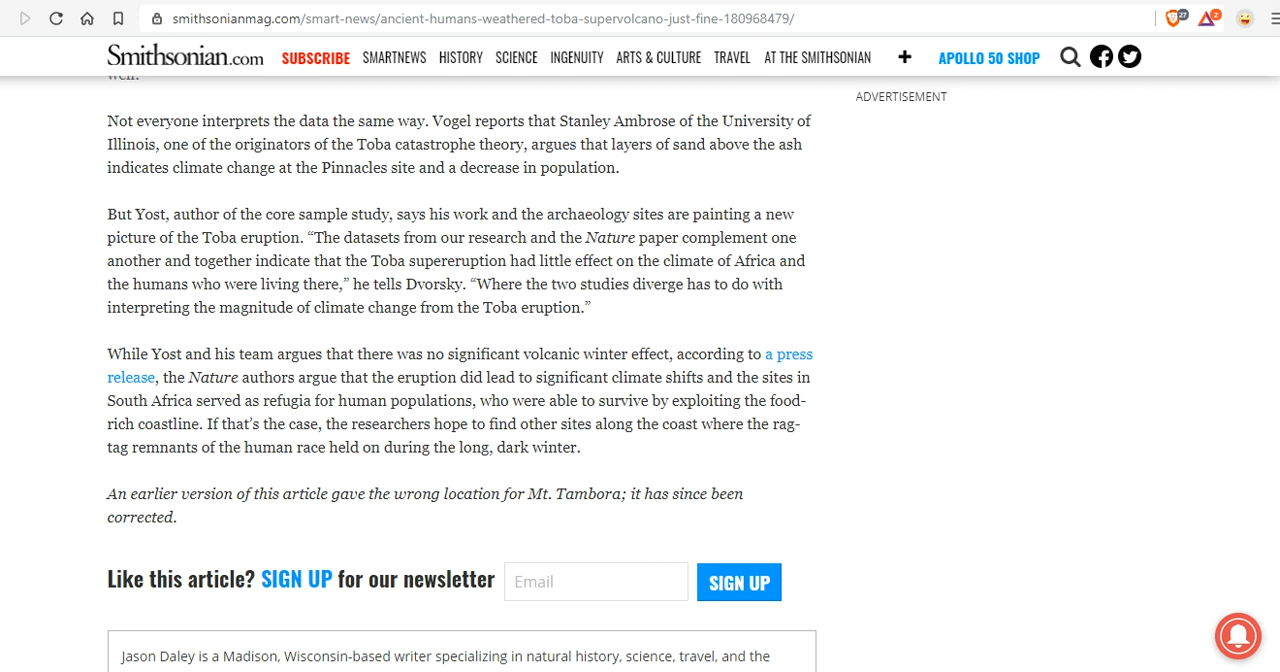 smithsonianmag.com/smart-news/ancient-humans-weathered-toba-supervolcano-just-fine-180968479/
27
2
Smithsonian.com SUBSCRIBE SMARTNEWS HISTORY SCIENCE INGENUITY ARTS & CULTURE TRAVEL AT THE SMITHSONIAN + APOLLO 50 SHOP
well.
ADVERTISEMENT
Not everyone interprets the data the same way. Vogel reports that Stanley Ambrose of the University of
Illinois, one of the originators of the Toba catastrophe theory, argues that layers of sand above the ash
indicates climate change at the Pinnacles site and a decrease in population.
But Yost, author of the core sample study, says his work and the archaeology sites are painting a new
picture of the Toba eruption. “The datasets from our research and the Nature paper complement one
another and together indicate that the Toba supereruption had little effect on the climate of Africa and
the humans who were living there,” he tells Dvorsky. “Where the two studies diverge has to do with
interpreting the magnitude of climate change from the Toba eruption.”
While Yost and his team argues that there was no significant volcanic winter effect, according to a press
release, the Nature authors argue that the eruption did lead to significant climate shifts and the sites in
South Africa served as refugia for human populations, who were able to survive by exploiting the food-
rich coastline. If that’s the case, the researchers hope to find other sites along the coast where the rag-
tag remnants of the human race held on during the long, dark winter.
An earlier version of this article gave the wrong location for Mt. Tambora; it has since been
corrected.
Like this article? SIGN UP for our newsletter Email SIGN UP
Jason Daley is a Madison, Wisconsin-based writer specializing in natural history, science, travel, and the